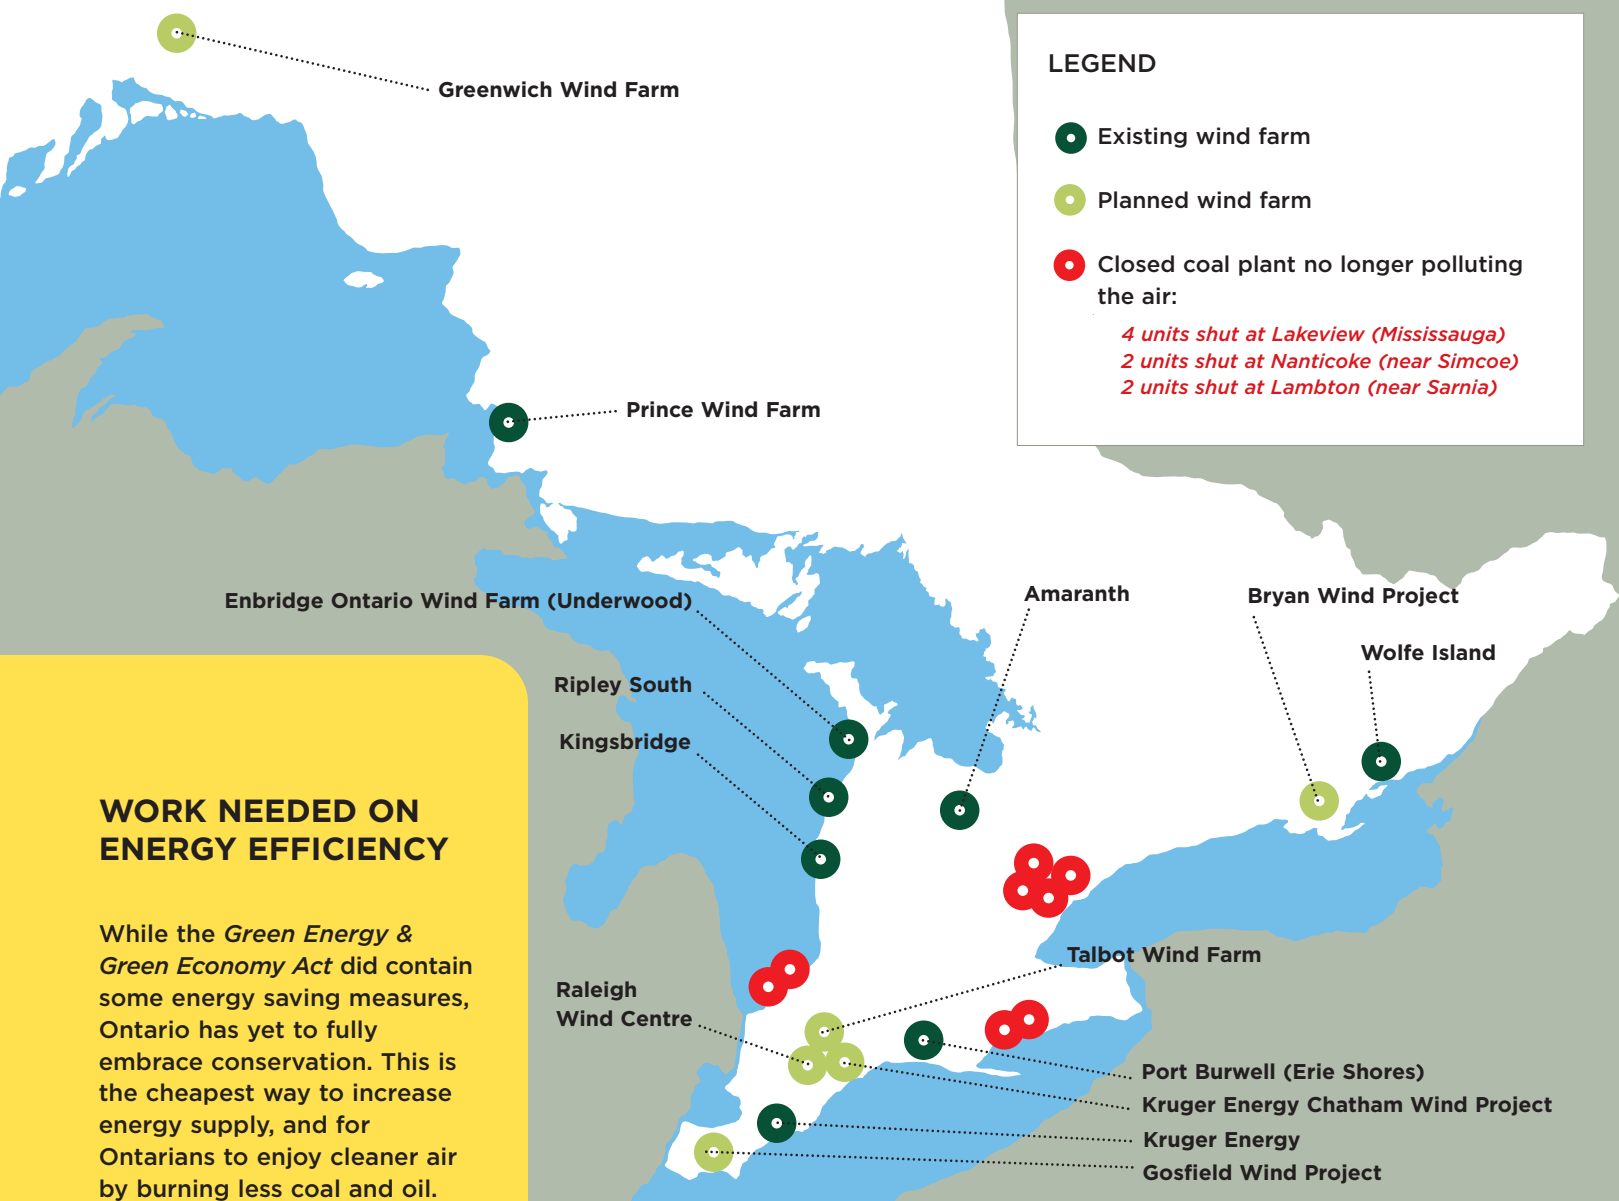 Greenwich Wind Farm
LEGEND
Existing wind farm
Planned wind farm
Closed coal plant no longer polluting
the air:
4 units shut at Lakeview (Mississauga)
2 units shut at Nanticoke (near Simcoe)
2 units shut at Lambton (near Sarnia)
Prince Wind Farm
Enbridge Ontario Wind Farm (Underwood)
Amaranth
Bryan Wind Project
Wolfe Island
Ripley South
Kingsbridge
Talbot Wind Farm
Raleigh
Wind Centre
Port Burwell (Erie Shores)
Kruger Energy Chatham Wind Project
Kruger Energy
Gosfield Wind Project
WORK NEEDED ON
ENERGY EFFICIENCY
While the Green Energy &
Green Economy Act did contain
some energy saving measures,
Ontario has yet to fully
embrace conservation. This is
the cheapest way to increase
energy supply, and for
Ontarians to enjoy cleaner air
by burning less coal and oil.